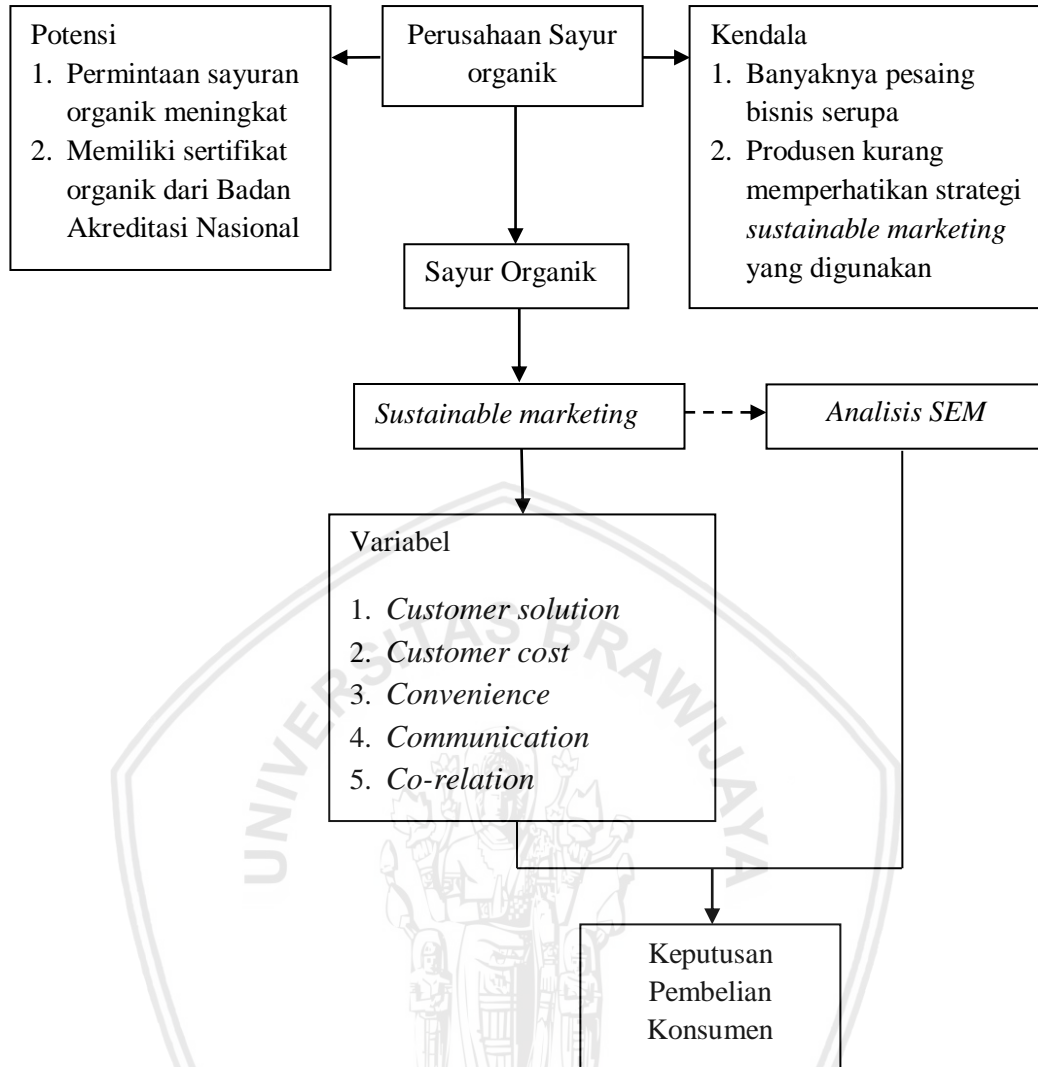 Potensi
1. Permintaan sayuran
organik meningkat
2. Memiliki sertifikat
organik dari Badan
Akreditasi Nasional
Perusahaan Sayur
organik
Kendala
1. Banyaknya pesaing
bisnis serupa
2. Produsen kurang
memperhatikan strategi
sustainable marketing
yang digunakan
Sayur Organik
Sustainable marketing
Analisis SEM
Variabel
1. Customer solution
2. Customer cost
3. Convenience
4. Communication
5. Co-relation
UNIVERSITAS BRAWIJAYA
Keputusan
Pembelian
Konsumen